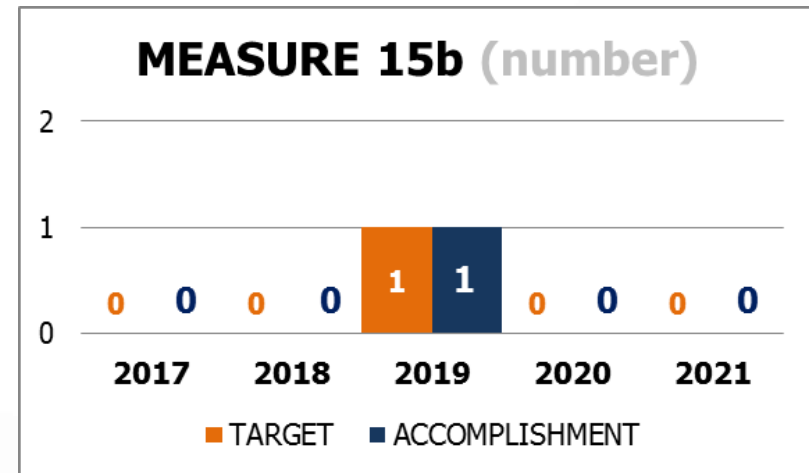 MEASURE 15b (number)
2
1
0
0 0 0 0 1 1 0 0 0 0
2017 2018 2019 2020 2021
TARGET ACCOMPLISHMENT